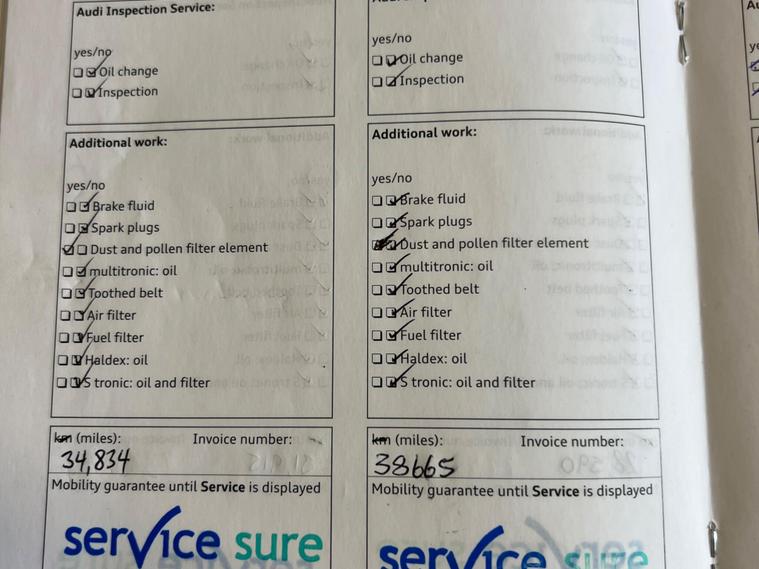 Audi Inspection Service:
yes/no
Oil change
Inspection
Additional work:
yes/no
Brake fluid
Spark plugs
Dust and pollen filter element
multitronic: oil
Toothed belt
Air filter
Fuel filter
Haldex: oil
S tronic: oil and filter
km (miles): Invoice number:
34,834
Mobility guarantee until Service is displayed
service sure
yes/no
Oil change
Inspection
Additional work:
yes/no
Brake fluid
Spark plugs
Dust and pollen filter element
multitronic: oil
Toothed belt
Air filter
Fuel filter
Haldex: oil
S tronic: oil and filter
km (miles): Invoice number:
38665
Mobility guarantee until Service is displayed
service sure